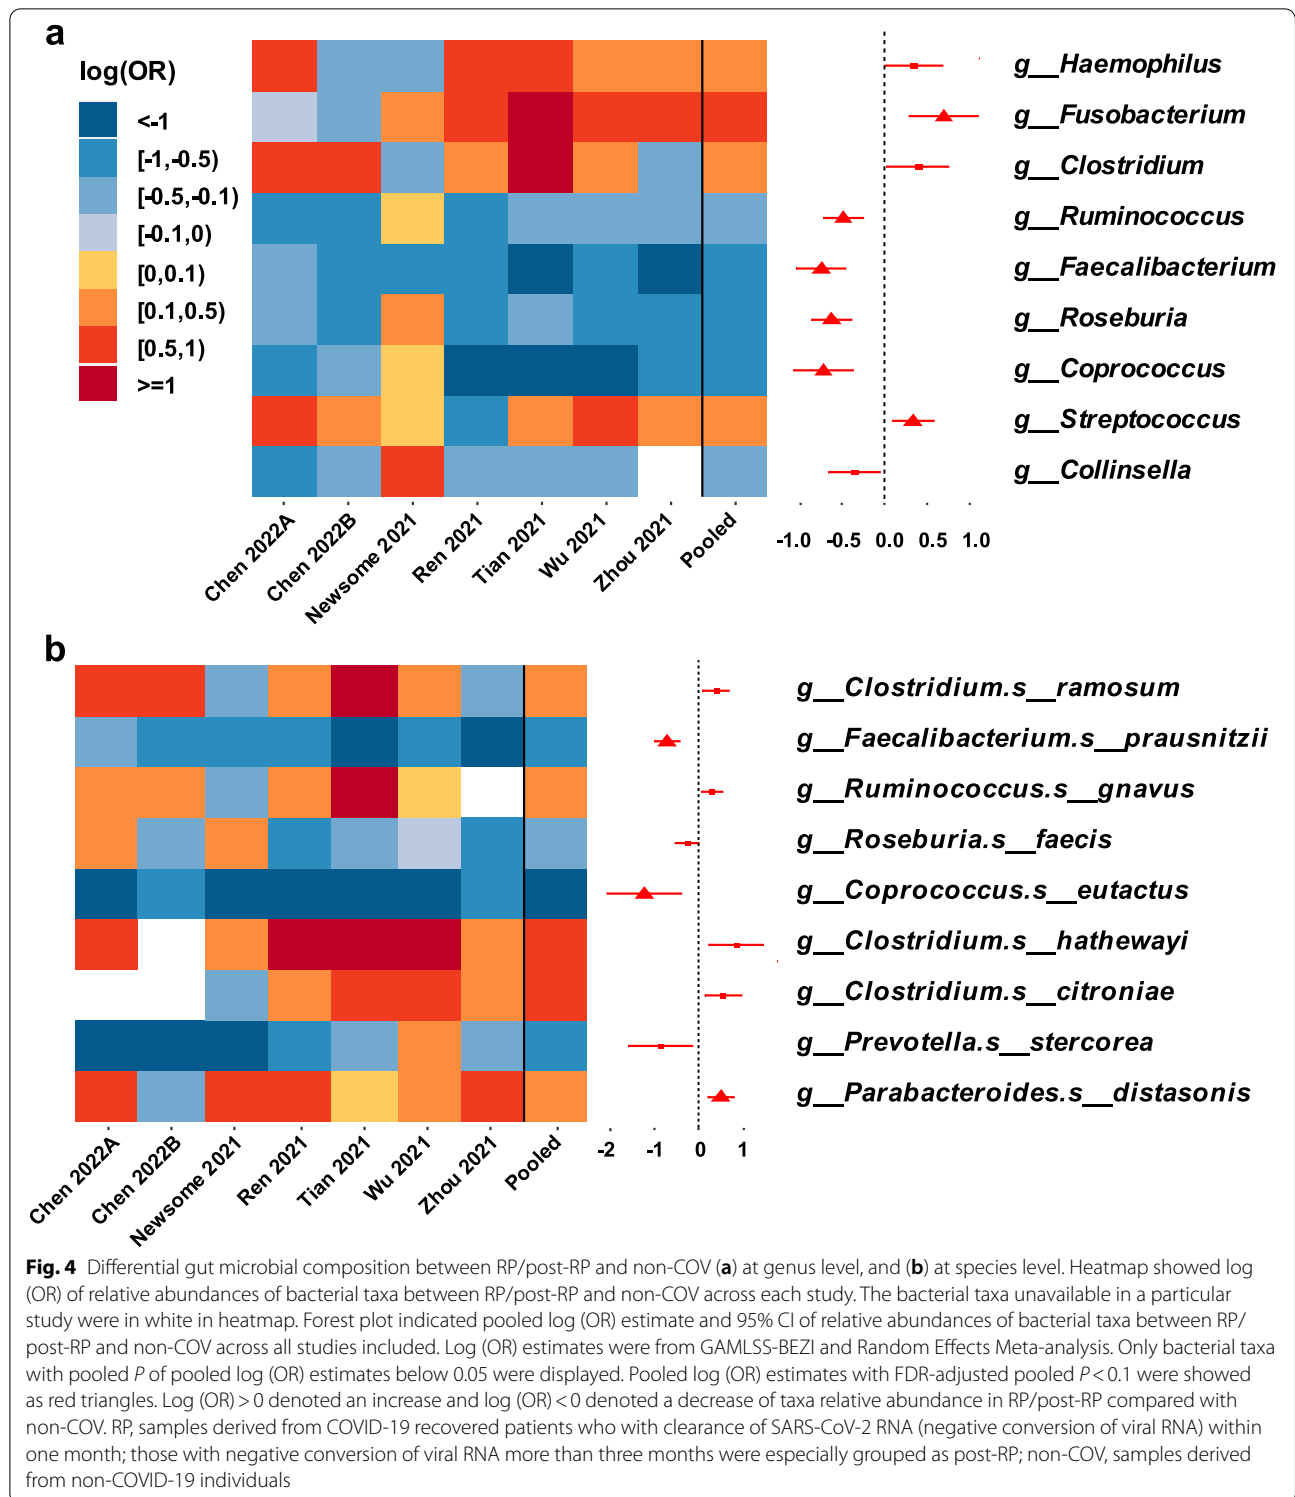 a
log(OR)
<-1
[-1,-0.5)
[-0.5,-0.1)
[-0.1,0)
[0,0.1)
[0.1,0.5)
[0.5,1)
>=1
g__Haemophilus
g__Fusobacterium
g__Clostridium
g__Ruminococcus
g__Faecalibacterium
g__Roseburia
g__Coprococcus
g__Streptococcus
g__Collinsella
Chen 2022A
Chen 2022B
Newsome 2021
Ren 2021
Tian 2021
Wu 2021
Zhou 2021
Pooled
-1.0 -0.5 0.0 0.5 1.0
b
g__Clostridium.s__ramosum
g__Faecalibacterium.s__prausnitzii
g__Ruminococcus.s__gnavus
g__Roseburia.s__faecis
g__Coprococcus.s__eutactus
g__Clostridium.s__hathewayi
g__Clostridium.s__citroniae
g__Prevotella.s__stercorea
g__Parabacteroides.s__distasonis
Chen 2022A
Chen 2022B
Newsome 2021
Ren 2021
Tian 2021
Wu 2021
Zhou 2021
Pooled
-2 -1 0 1
Fig. 4 Differential gut microbial composition between RP/post-RP and non-COV (a) at genus level, and (b) at species level. Heatmap showed log
(OR) of relative abundances of bacterial taxa between RP/post-RP and non-COV across each study. The bacterial taxa unavailable in a particular
study were in white in heatmap. Forest plot indicated pooled log (OR) estimate and 95% CI of relative abundances of bacterial taxa between RP/
post-RP and non-COV across all studies included. Log (OR) estimates were from GAMLSS-BEZI and Random Effects Meta-analysis. Only bacterial taxa
with pooled P of pooled log (OR) estimates below 0.05 were displayed. Pooled log (OR) estimates with FDR-adjusted pooled P < 0.1 were showed
as red triangles. Log (OR) > 0 denoted an increase and log (OR) < 0 denoted a decrease of taxa relative abundance in RP/post-RP compared with
non-COV. RP, samples derived from COVID-19 recovered patients who with clearance of SARS-CoV-2 RNA (negative conversion of viral RNA) within
one month; those with negative conversion of viral RNA more than three months were especially grouped as post-RP; non-COV, samples derived
from non-COVID-19 individuals